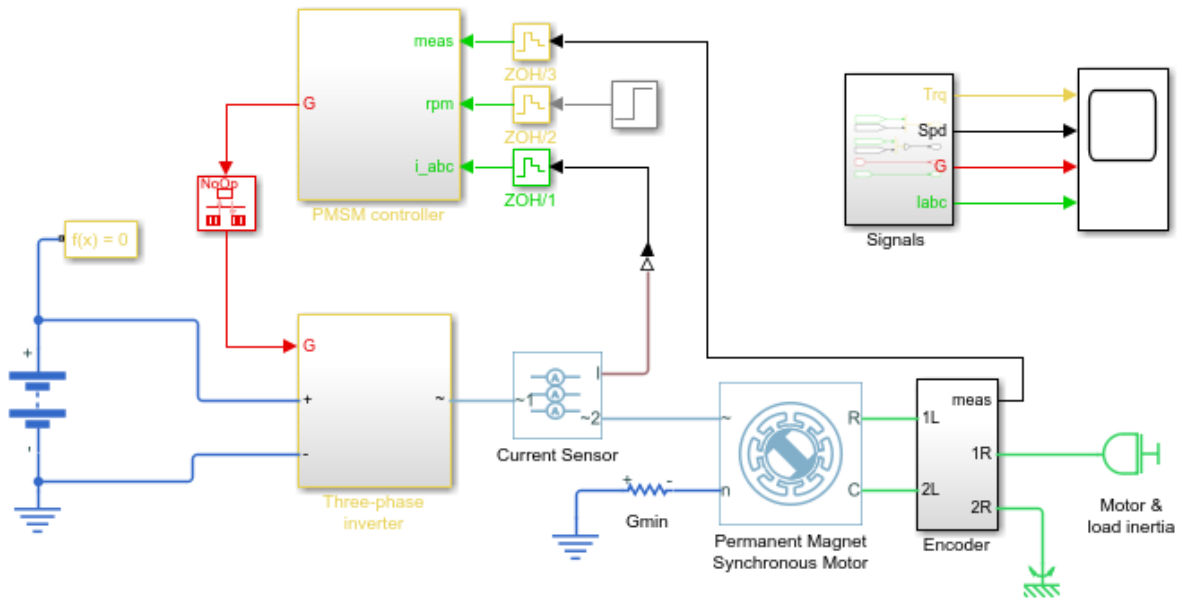 meas
ZOH/3
G
rpm
ZOH/2
i_abc
ZOH/1
PMSM controller
NoOp
f(x) = 0
Trq
Spd
G
Iabc
Signals
+
-
G
+
-
~
Three-phase
inverter
A
A
A
I
~1
~2
Current Sensor
+
-
Gmin
~
n
R
C
Permanent Magnet
Synchronous Motor
meas
1L
1R
2L
2R
Encoder
Motor &
load inertia